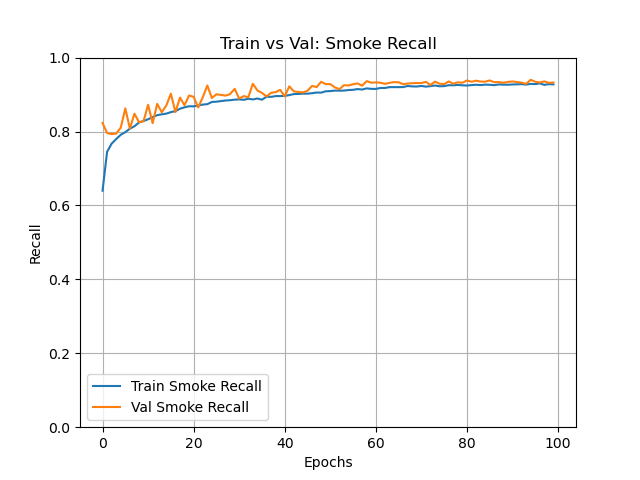 Train vs Val: Smoke Recall
1.0
0.8
0.6
0.4
0.2
0.0
Recall
Train Smoke Recall
Val Smoke Recall
0 20 40 60 80 100
Epochs